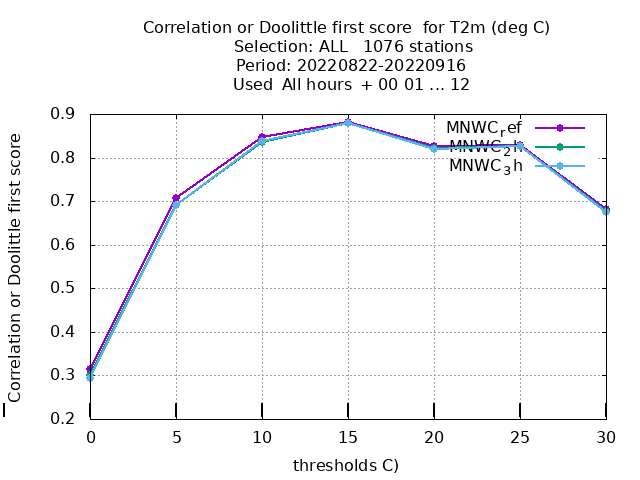 Correlation or Doolittle first score  for T2m (deg C)
Selection: ALL   1076 stations
Period: 20220822-20220916
Used  All hours  + 00 01 ... 12
Correlation or Doolittle first score
0.9
0.8
0.7
0.6
0.5
0.4
0.3
0.2
MNWCref
MNWC2h
MNWC3h
0 5 10 15 20 25 30
thresholds C)